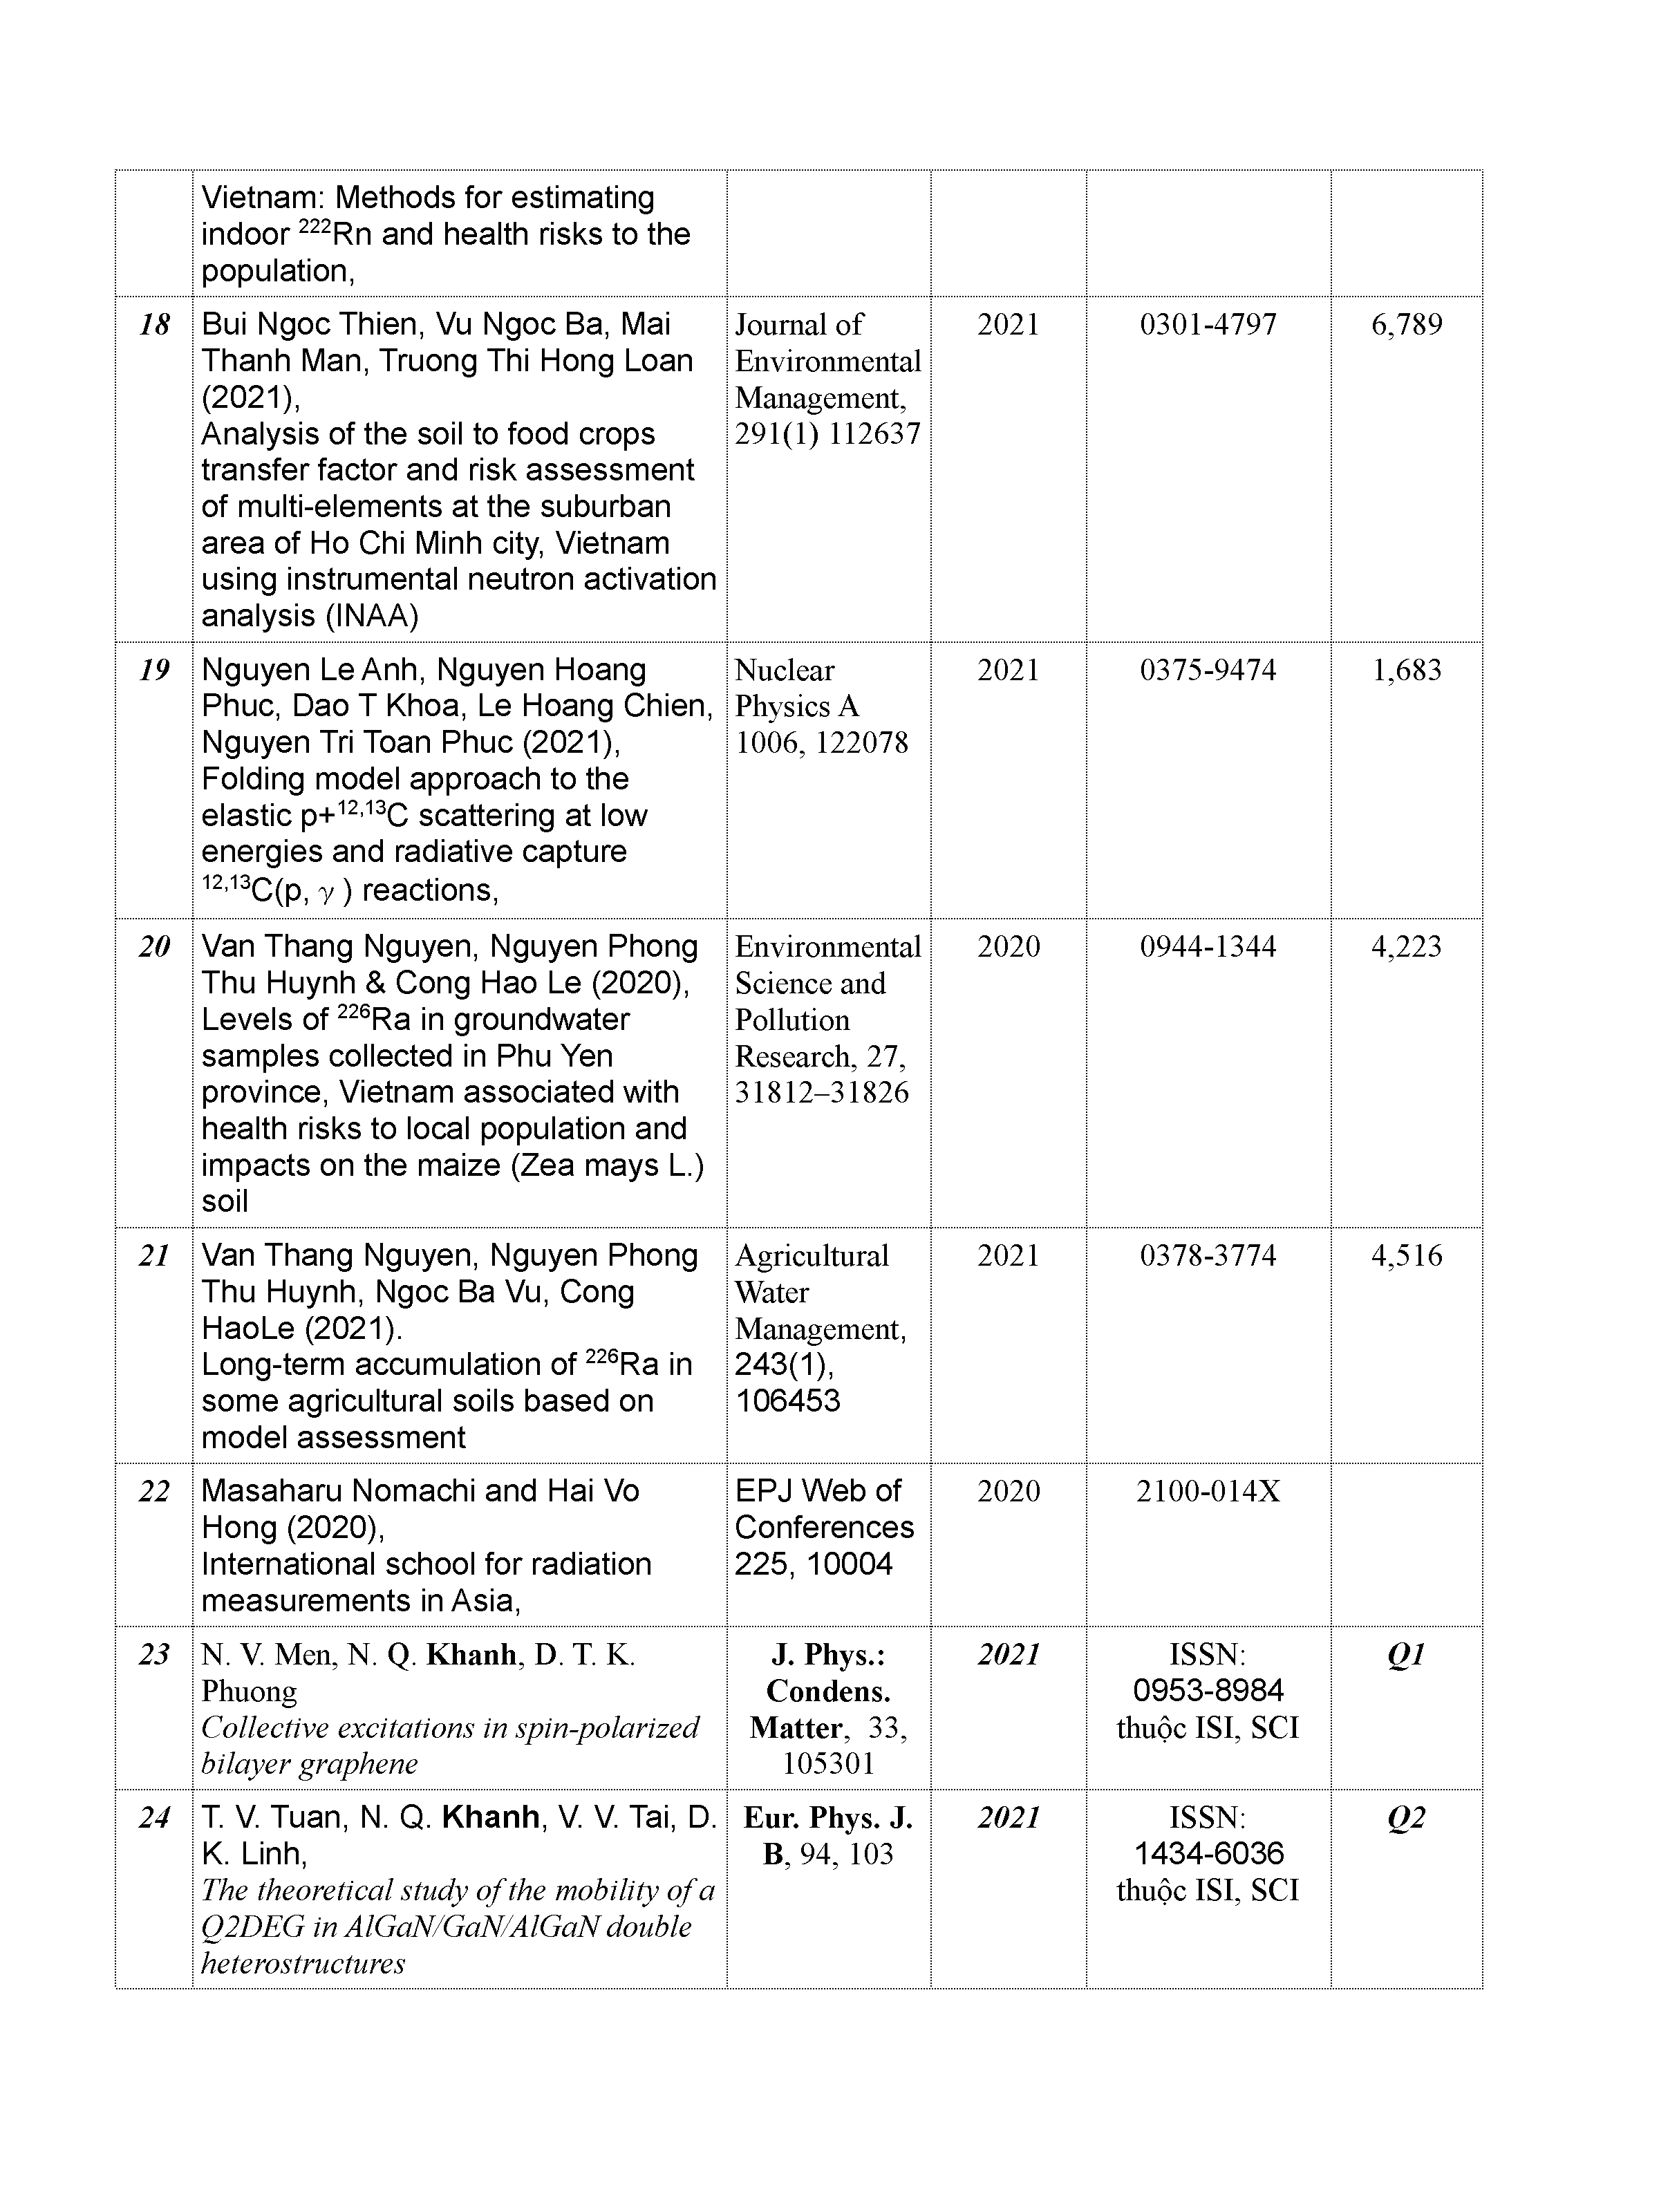 Vietnam: Methods for estimating
indoor ²²²Rn and health risks to the
population,
18
Bui Ngoc Thien, Vu Ngoc Ba, Mai
Thanh Man, Truong Thi Hong Loan
(2021),
Analysis of the soil to food crops
transfer factor and risk assessment
of multi-elements at the suburban
area of Ho Chi Minh city, Vietnam
using instrumental neutron activation
analysis (INAA)
Journal of
Environmental
Management,
291(1) 112637
2021
0301-4797
6,789
19
Nguyen Le Anh, Nguyen Hoang
Phuc, Dao T Khoa, Le Hoang Chien,
Nguyen Tri Toan Phuc (2021),
Folding model approach to the
elastic p+¹²,¹³C scattering at low
energies and radiative capture
¹²,¹³C(p, γ ) reactions,
Nuclear
Physics A
1006, 122078
2021
0375-9474
1,683
20
Van Thang Nguyen, Nguyen Phong
Thu Huynh & Cong Hao Le (2020),
Levels of ²²⁶Ra in groundwater
samples collected in Phu Yen
province, Vietnam associated with
health risks to local population and
impacts on the maize (Zea mays L.)
soil
Environmental
Science and
Pollution
Research, 27,
31812–31826
2020
0944-1344
4,223
21
Van Thang Nguyen, Nguyen Phong
Thu Huynh, Ngoc Ba Vu, Cong
HaoLe (2021).
Long-term accumulation of ²²⁶Ra in
some agricultural soils based on
model assessment
Agricultural
Water
Management,
243(1),
106453
2021
0378-3774
4,516
22
Masaharu Nomachi and Hai Vo
Hong (2020),
International school for radiation
measurements in Asia,
EPJ Web of
Conferences
225, 10004
2020
2100-014X
23
N. V. Men, N. Q. Khanh, D. T. K.
Phuong
Collective excitations in spin-polarized
bilayer graphene
J. Phys.:
Condens.
Matter, 33,
105301
2021
ISSN:
0953-8984
thuộc ISI, SCI
Q1
24
T. V. Tuan, N. Q. Khanh, V. V. Tai, D.
K. Linh,
The theoretical study of the mobility of a
Q2DEG in AlGaN/GaN/AlGaN double
heterostructures
Eur. Phys. J.
B, 94, 103
2021
ISSN:
1434-6036
thuộc ISI, SCI
Q2